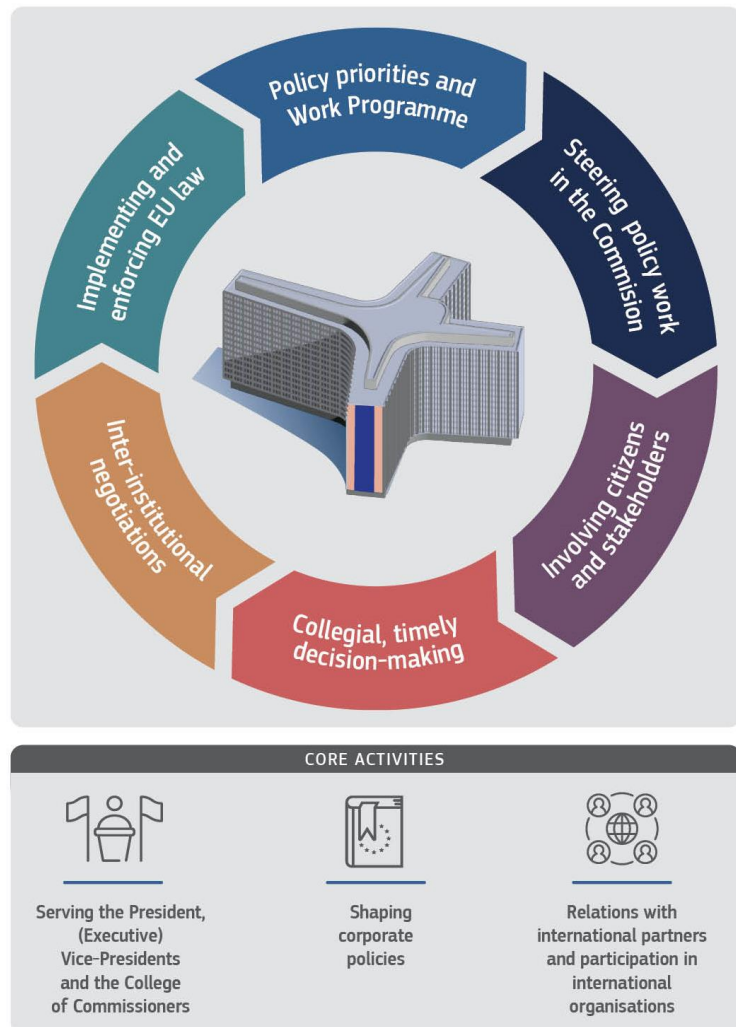 Policy priorities and
Work Programme
Steering policy work
in the Commision
Involving citizens
and stakeholders
Collegial, timely
decision-making
Inter-institutional
negotiations
Implementing and
enforcing EU law
CORE ACTIVITIES
Serving the President,
(Executive)
Vice-Presidents
and the College
of Commissioners
Shaping
corporate
policies
Relations with
international partners
and participation in
international
organisations